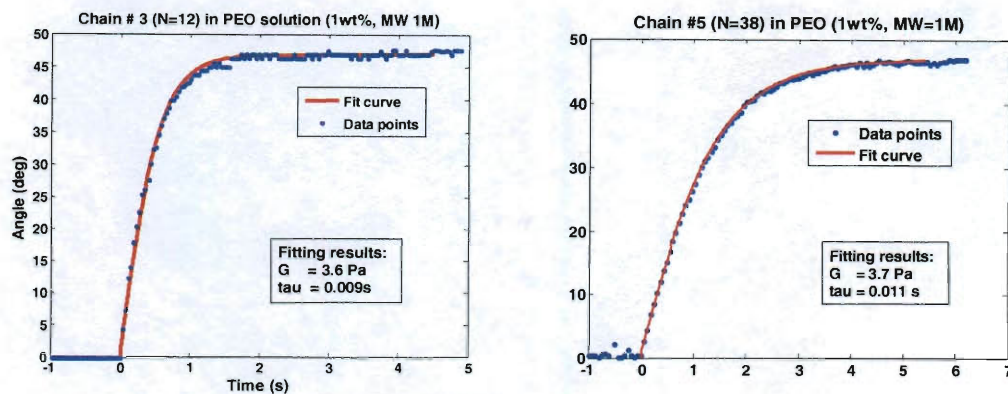 Chain # 3 (N=12) in PEO solution (1wt%, MW 1M)
50
45
40
35
30
25
20
15
10
5
0
Angle (deg)
Fit curve
Data points
Fitting results:
G = 3.6 Pa
tau = 0.009s
-1 0 1 2 3 4 5
Time (s)
Chain #5 (N=38) in PEO (1wt%, MW=1M)
50
40
30
20
10
0
Data points
Fit curve
Fitting results:
G = 3.7 Pa
tau = 0.011 s
-1 0 1 2 3 4 5 6 7